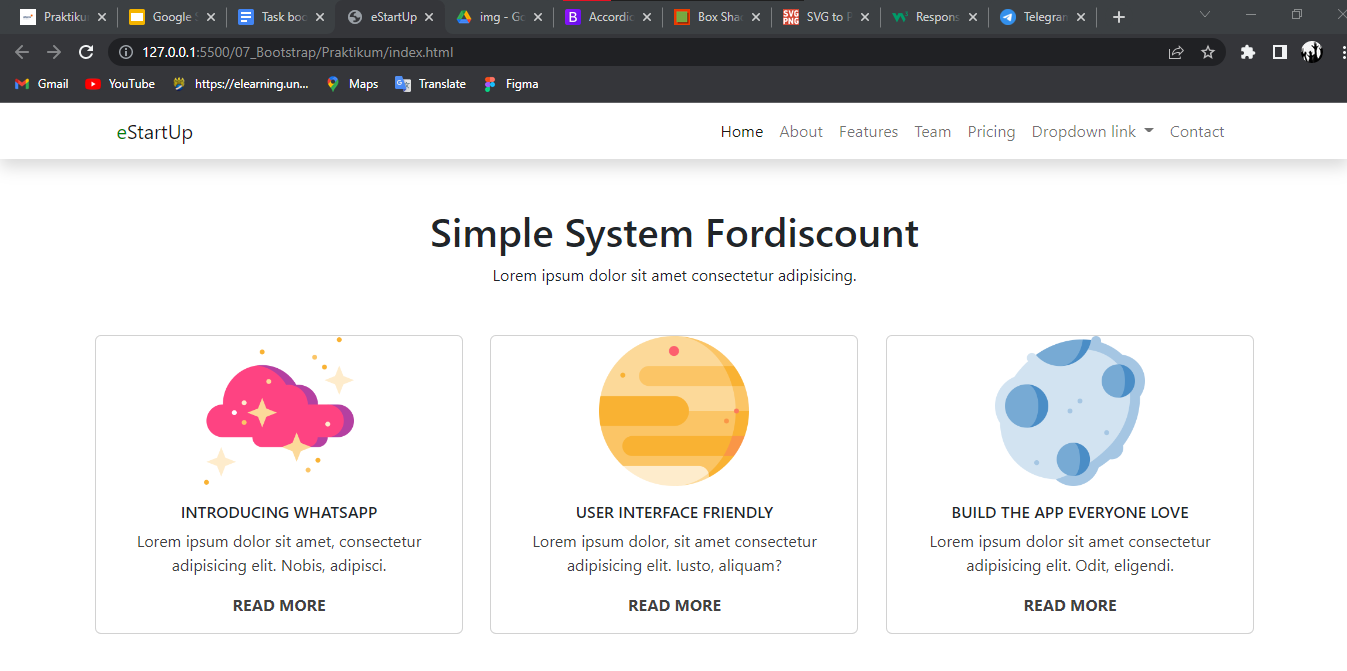 Praktiku
Google S
Task boo
eStartUp
img - Go
Accordio
Box Sha
SVG to P
Respons
Telegram
127.0.0.1:5500/07_Bootstrap/Praktikum/index.html
Gmail
YouTube
https://elearning.un...
Maps
Translate
Figma
eStartUp
Home About Features Team Pricing Dropdown link Contact
Simple System Fordiscount
Lorem ipsum dolor sit amet consectetur adipisicing.
INTRODUCING WHATSAPP
Lorem ipsum dolor sit amet, consectetur
adipisicing elit. Nobis, adipisci.
READ MORE
USER INTERFACE FRIENDLY
Lorem ipsum dolor, sit amet consectetur
adipisicing elit. Iusto, aliquam?
READ MORE
BUILD THE APP EVERYONE LOVE
Lorem ipsum dolor sit amet consectetur
adipisicing elit. Odit, eligendi.
READ MORE